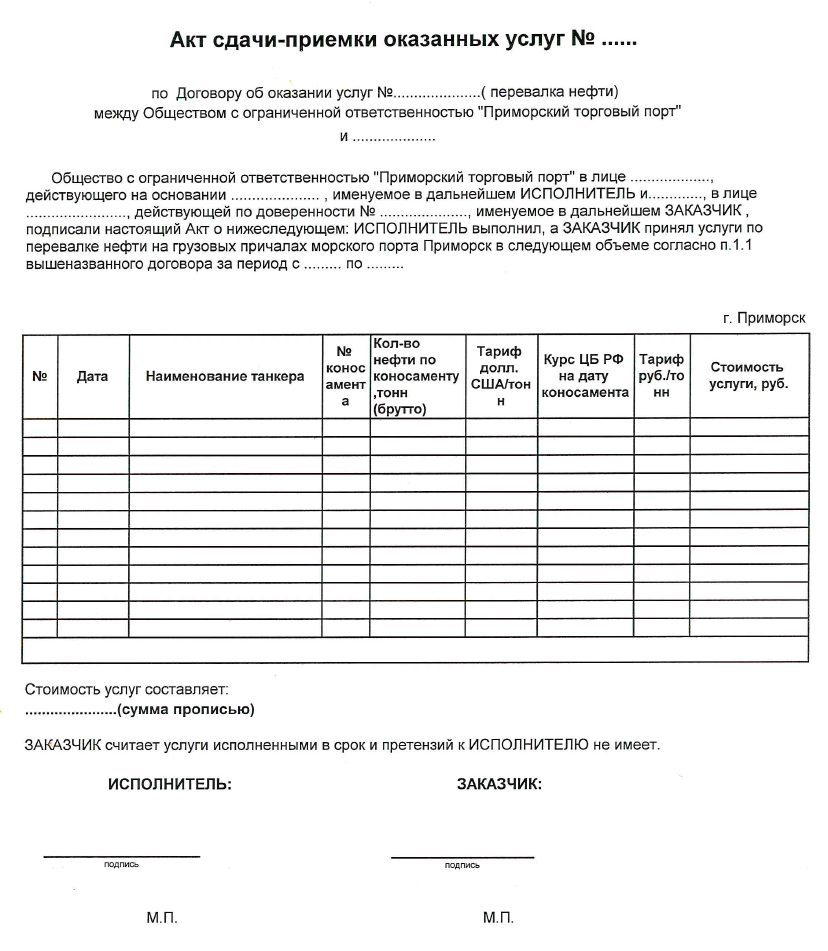 Акт сдачи-приемки оказанных услуг № ......
по Договору об оказании услуг №.....................( перевалка нефти)
между Обществом с ограниченной ответственностью "Приморский торговый порт"
и ....................
Общество с ограниченной ответственностью "Приморский торговый порт" в лице ...................,
действующего на основании ..................... , именуемое в дальнейшем ИСПОЛНИТЕЛЬ и............., в лице
........................, действующей по доверенности № ....................., именуемое в дальнейшем ЗАКАЗЧИК ,
подписали настоящий Акт о нижеследующем: ИСПОЛНИТЕЛЬ выполнил, а ЗАКАЗЧИК принял услуги по
перевалке нефти на грузовых причалах морского порта Приморск в следующем объеме согласно п.1.1
вышеназванного договора за период с ......... по .........
г. Приморск
№
Дата
Наименование танкера
№
конос
амент
а
Кол-во
нефти по
коносаменту
,тонн
(брутто)
Тариф
долл.
США/тон
н
Курс ЦБ РФ
на дату
коносамента
Тариф
руб./то
нн
Стоимость
услуги, руб.
Стоимость услуг составляет:
......................(сумма прописью)
ЗАКАЗЧИК считает услуги исполненными в срок и претензий к ИСПОЛНИТЕЛЮ не имеет.
ИСПОЛНИТЕЛЬ: ЗАКАЗЧИК:
подпись подпись
М.П. М.П.